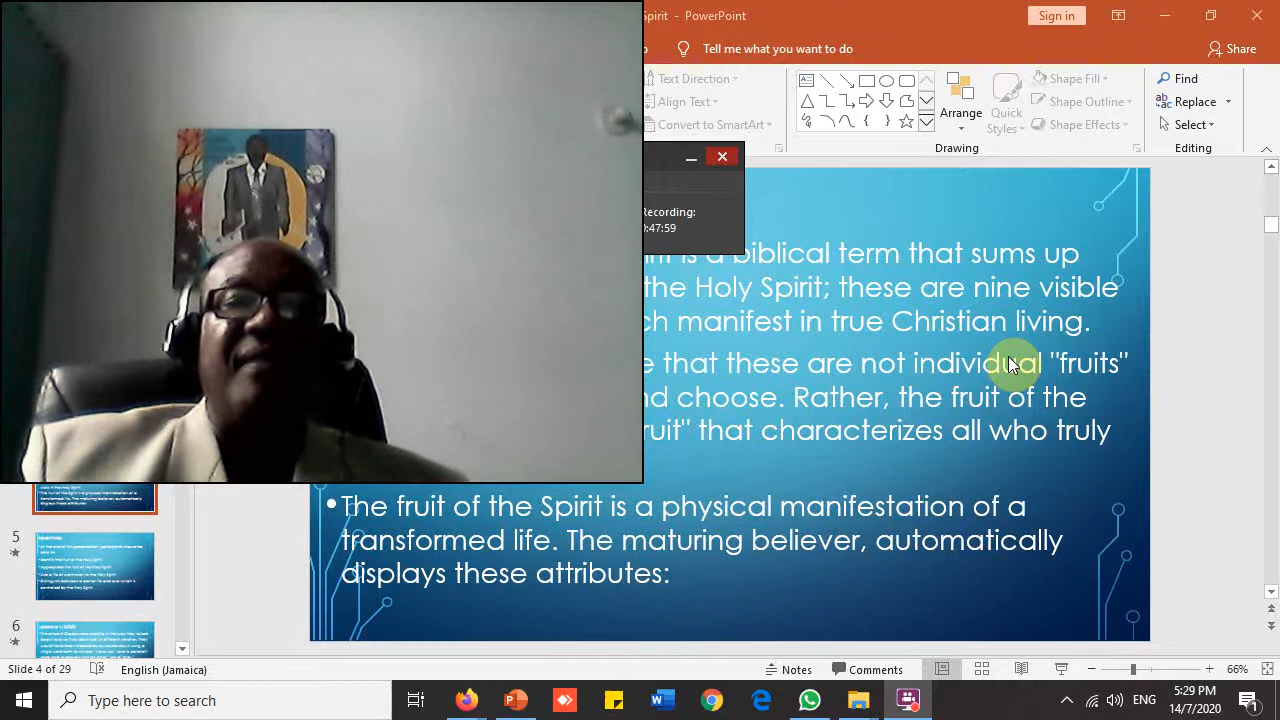 Spirit - PowerPoint
Sign in
Tell me what you want to do
Share
Text Direction
Align Text
Convert to SmartArt
Arrange
Quick
Styles
Shape Fill
Shape Outline
Shape Effects
Drawing
Find
Replace
Select
Editing
Recording:
0:47:59
is a biblical term that sums up
the Holy Spirit; these are nine visible
ch manifest in true Christian living.
e that these are not individual "fruits"
nd choose. Rather, the fruit of the
ruit" that characterizes all who truly
• The fruit of the Spirit is a physical manifestation of a
transformed life. The maturing believer, automatically
displays these attributes:
5
6
Slide 4 of 29
English (Jamaica)
Notes
Comments
66%
Type here to search
ENG
5:29 PM
14/7/2020
1